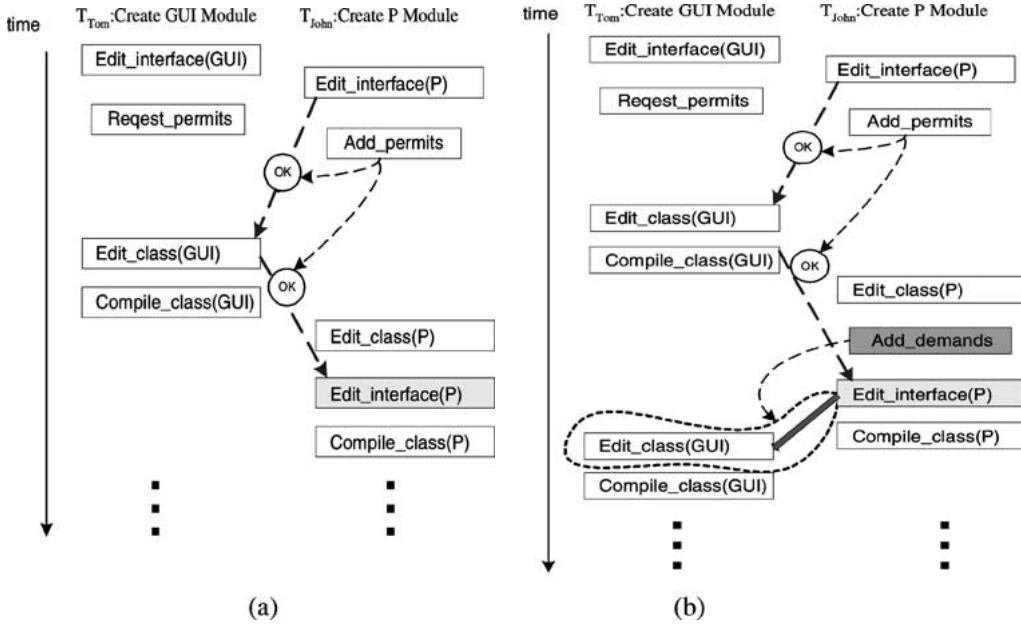 time
T_Tom:Create GUI Module
T_John:Create P Module
Edit_interface(GUI)
Edit_interface(P)
Reqest_permits
Add_permits
OK
Edit_class(GUI)
OK
Compile_class(GUI)
Edit_class(P)
Edit_interface(P)
Compile_class(P)
(a)
time
T_Tom:Create GUI Module
T_John:Create P Module
Edit_interface(GUI)
Edit_interface(P)
Reqest_permits
Add_permits
OK
Edit_class(GUI)
Compile_class(GUI)
OK
Edit_class(P)
Add_demands
Edit_interface(P)
Edit_class(GUI)
Compile_class(P)
Compile_class(GUI)
(b)